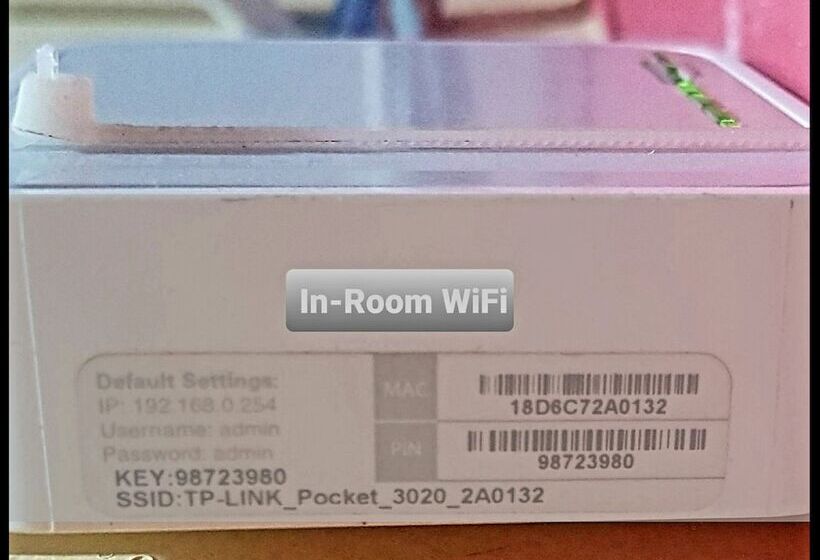 In-Room WiFi
Default Settings:
IP: 192.168.0.254
Username: admin
Password: admin
KEY:98723980
SSID:TP-LINK_Pocket_3020_2A0132
MAC
18D6C72A0132
PIN
98723980